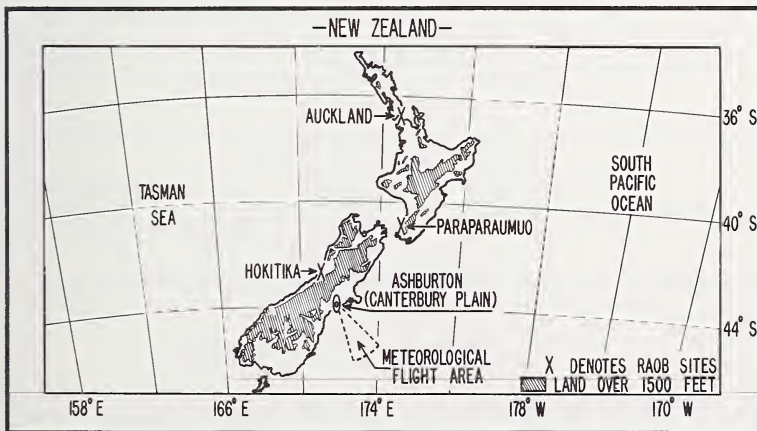 —NEW ZEALAND—
AUCKLAND
36° S
TASMAN
SEA
SOUTH
PACIFIC
OCEAN
PARAPARAUMUO
40° S
HOKITIKA
ASHBURTON
(CANTERBURY PLAIN)
44° S
METEOROLOGICAL
FLIGHT AREA
X DENOTES RAOB SITES
LAND OVER 1500 FEET
158° E 166° E 174° E 178° W 170° W